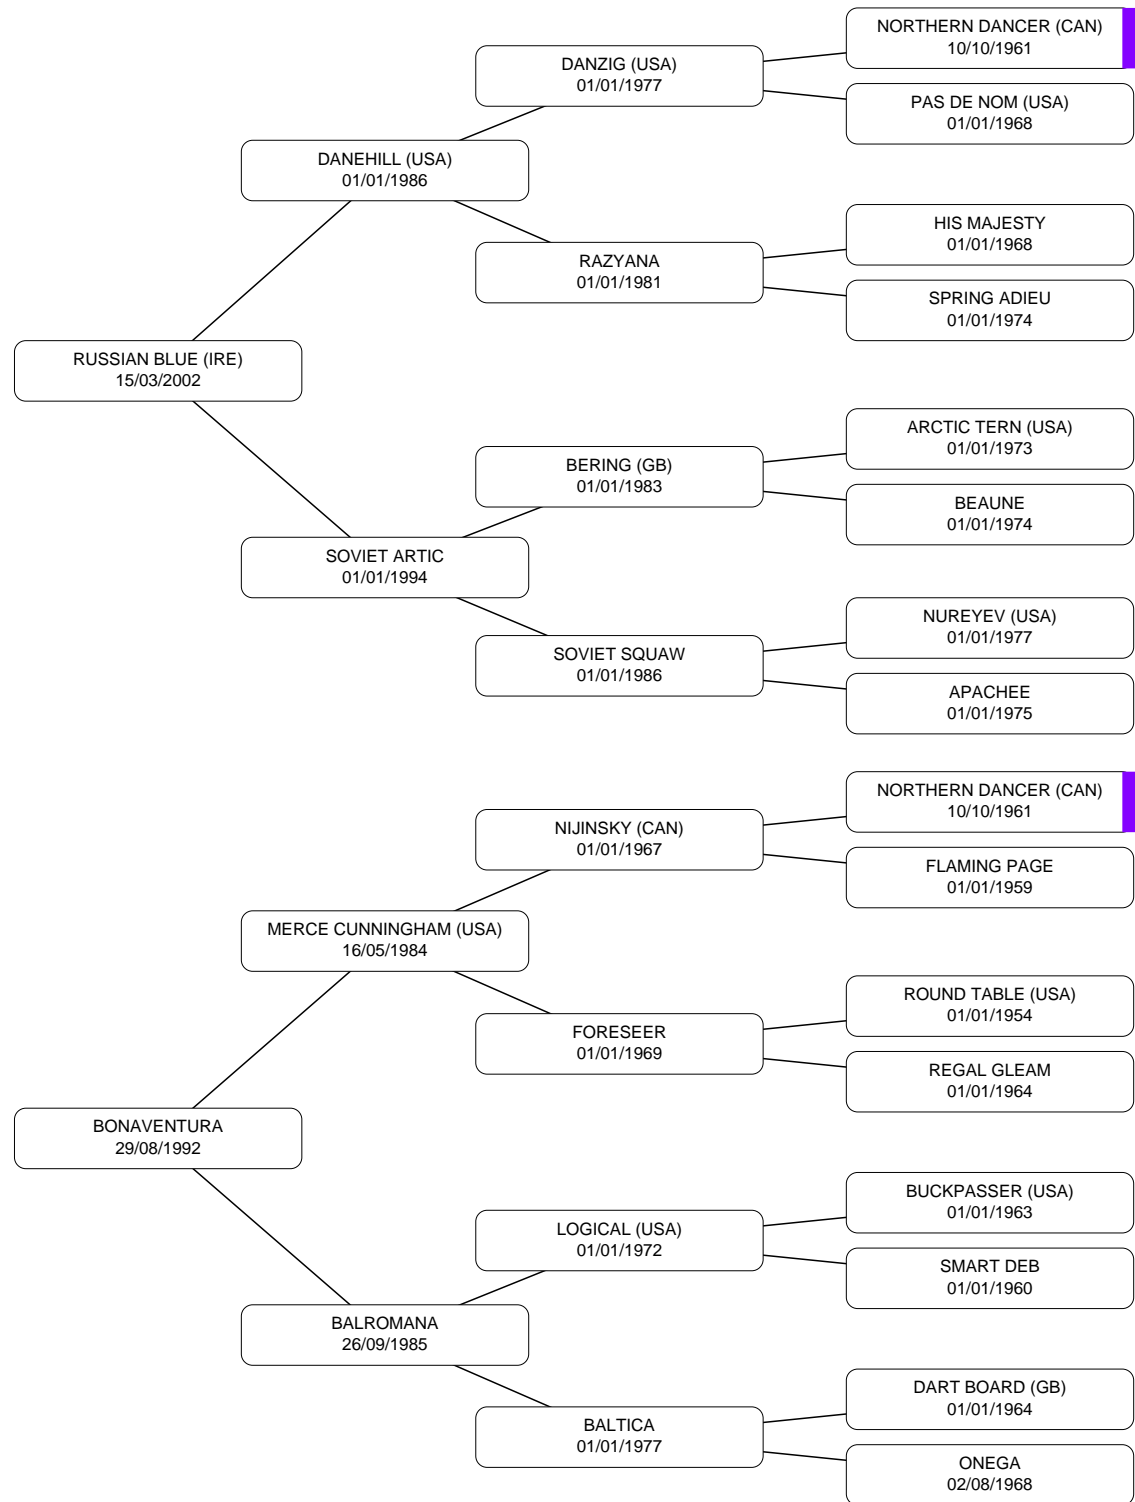 NORTHERN DANCER (CAN)
10/10/1961
DANZIG (USA)
01/01/1977
PAS DE NOM (USA)
01/01/1968
DANEHILL (USA)
01/01/1986
HIS MAJESTY
01/01/1968
RAZYANA
01/01/1981
SPRING ADIEU
01/01/1974
RUSSIAN BLUE (IRE)
15/03/2002
ARCTIC TERN (USA)
01/01/1973
BERING (GB)
01/01/1983
BEAUNE
01/01/1974
SOVIET ARTIC
01/01/1994
NUREYEV (USA)
01/01/1977
SOVIET SQUAW
01/01/1986
APACHEE
01/01/1975
NORTHERN DANCER (CAN)
10/10/1961
NIJINSKY (CAN)
01/01/1967
FLAMING PAGE
01/01/1959
MERCE CUNNINGHAM (USA)
16/05/1984
ROUND TABLE (USA)
01/01/1954
FORESEER
01/01/1969
REGAL GLEAM
01/01/1964
BONAVENTURA
29/08/1992
BUCKPASSER (USA)
01/01/1963
LOGICAL (USA)
01/01/1972
SMART DEB
01/01/1960
BALROMANA
26/09/1985
DART BOARD (GB)
01/01/1964
BALTICA
01/01/1977
ONEGA
02/08/1968